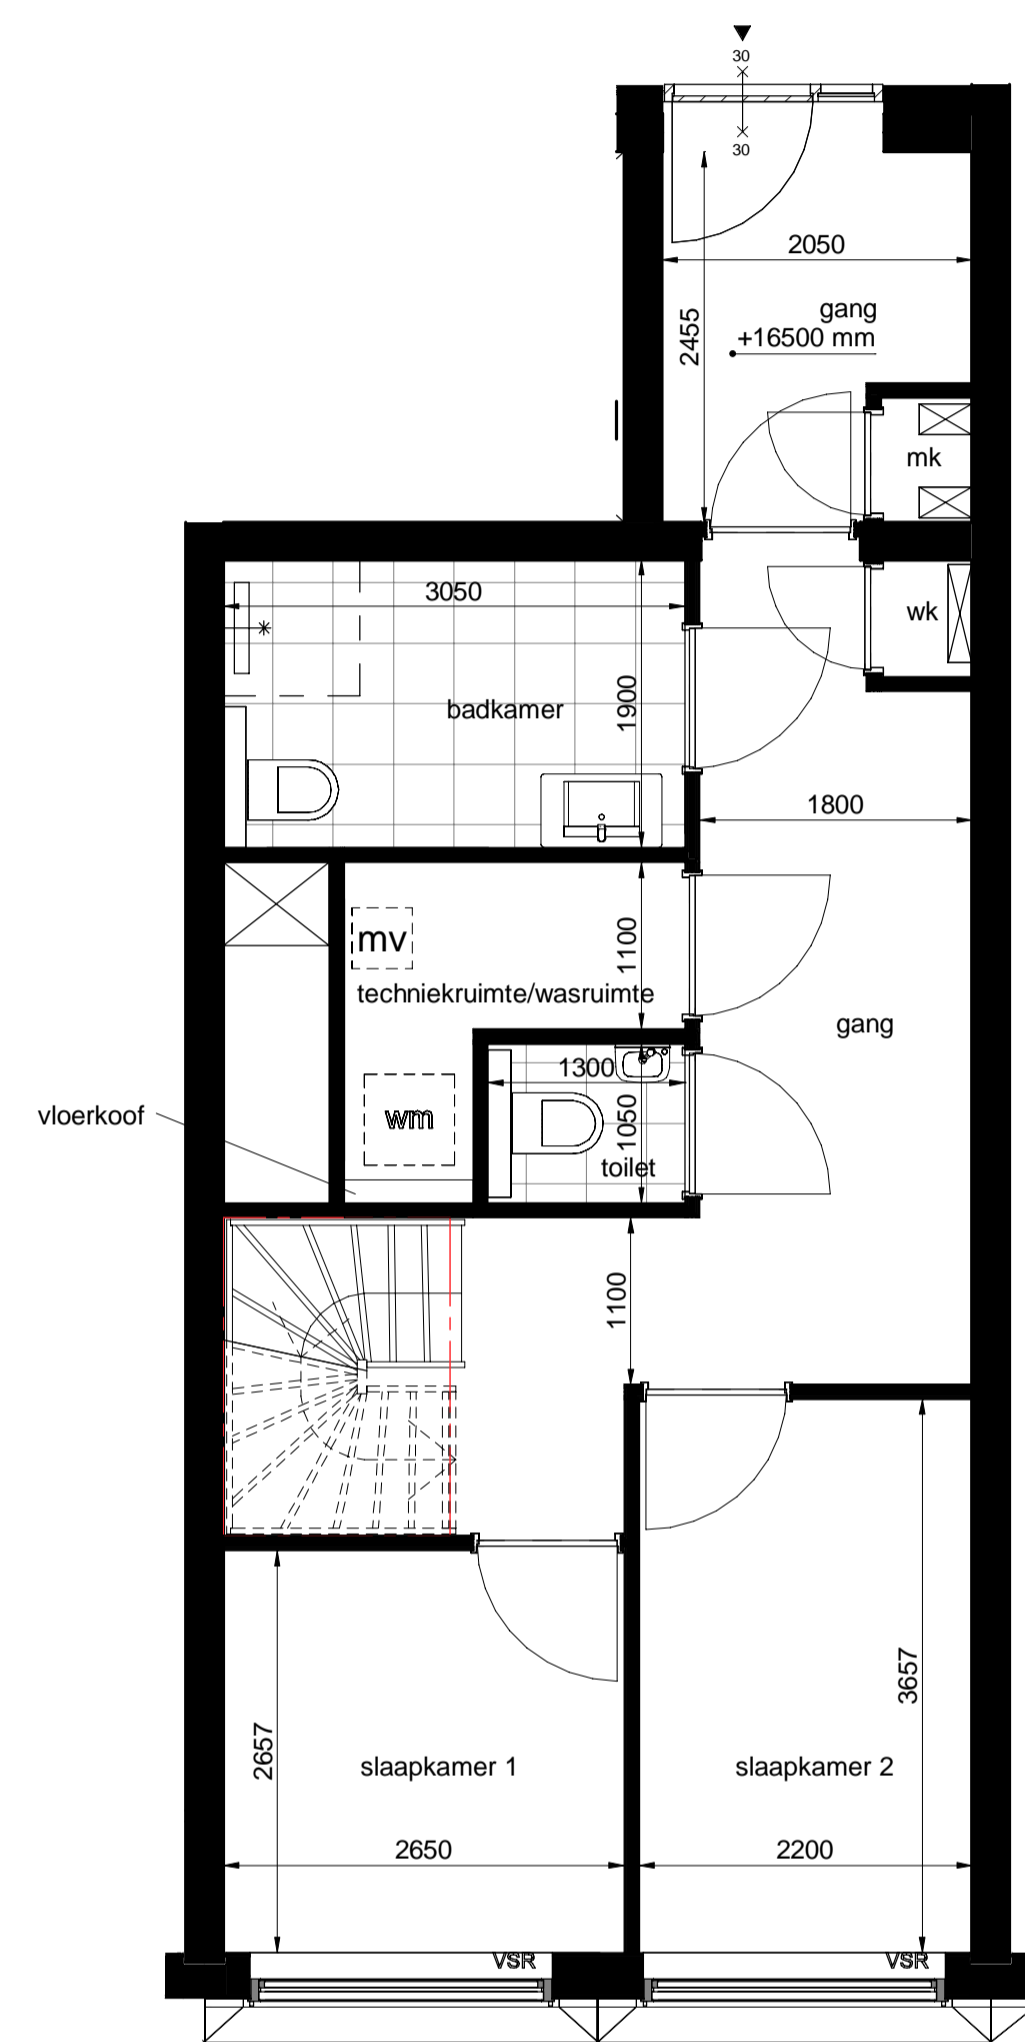 30
30
2050
gang
+16500 mm
2455
mk
wk
3050
badkamer
1900
1800
mv
1100
techniekruimte/wasruimte
gang
1300
1050
wm
toilet
vloerkoof
1100
3657
2657
slaapkamer 1
slaapkamer 2
2650
2200
VSR
VSR